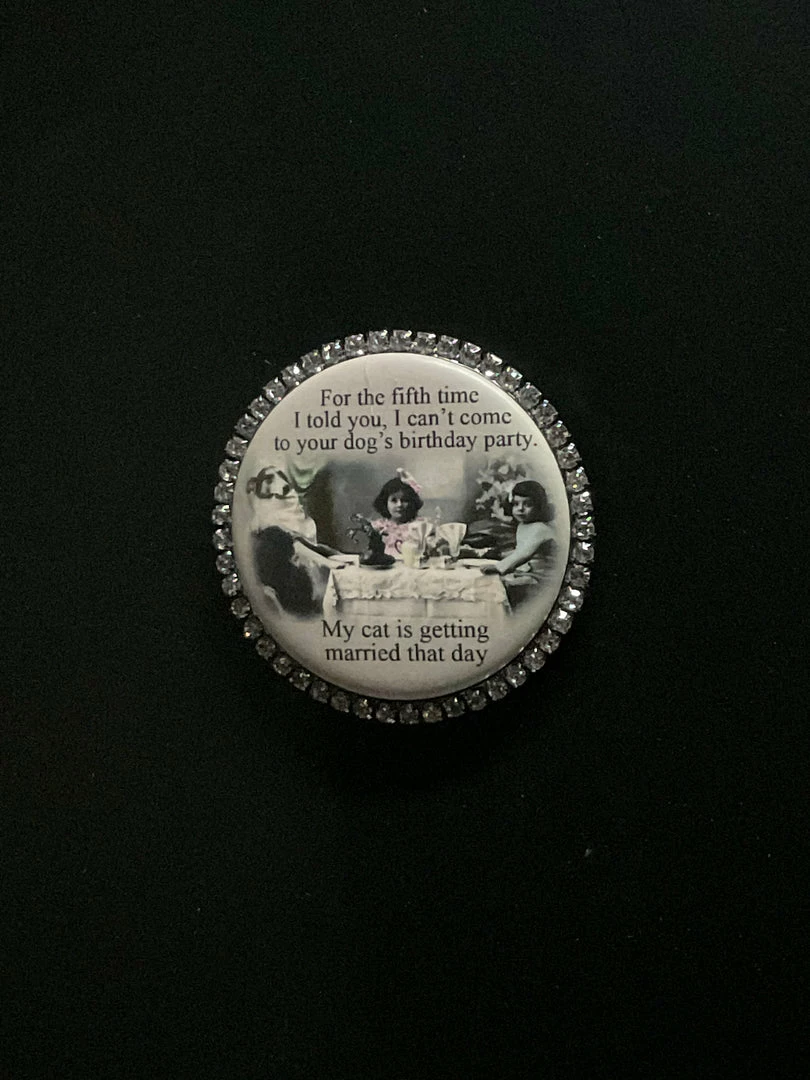 For the fifth time
I told you, I can't come
to your dog's birthday party.
My cat is getting
married that day